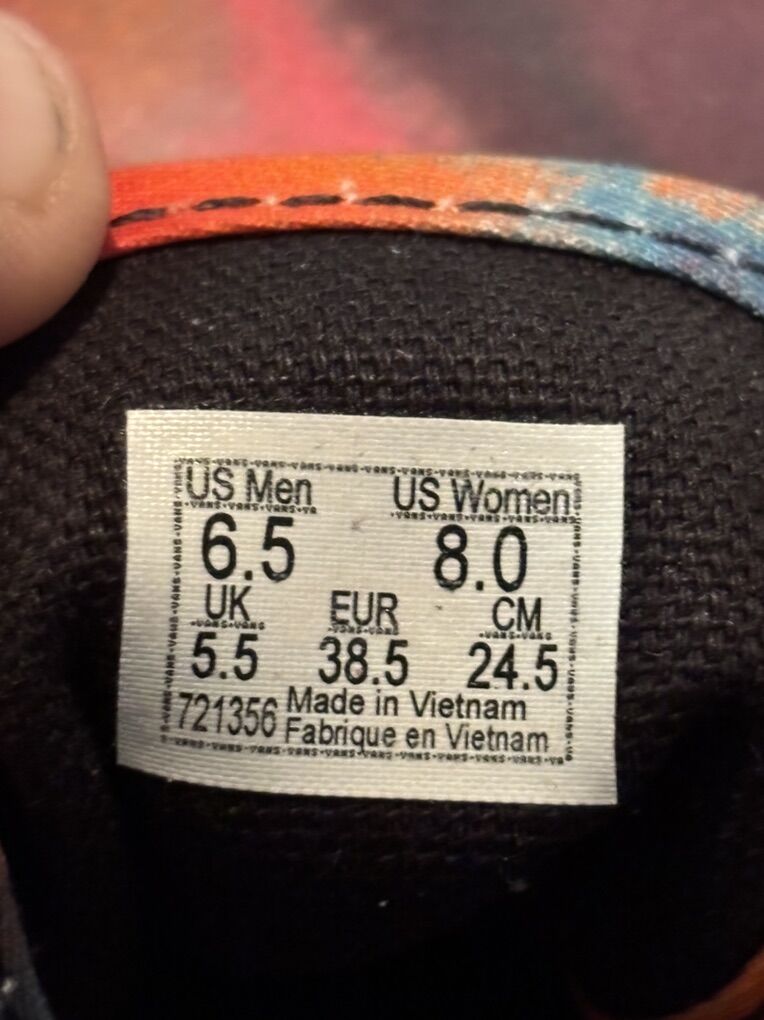 US Men US Women
6.5 8.0
UK EUR CM
5.5 38.5 24.5
721356 Made in Vietnam
Fabrique en Vietnam